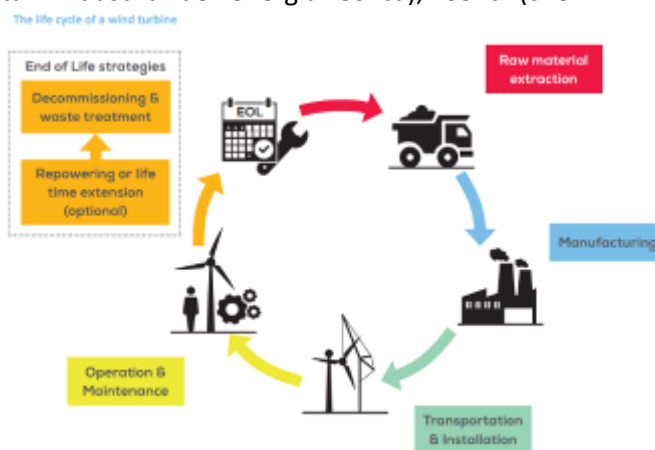 The life cycle of a wind turbine
End of Life strategies
Decommissioning &
waste treatment
Repowering or life
time extension
(optional)
EOL
Raw material
extraction
Manufacturing
Operation &
Maintenance
Transportation
& Installation